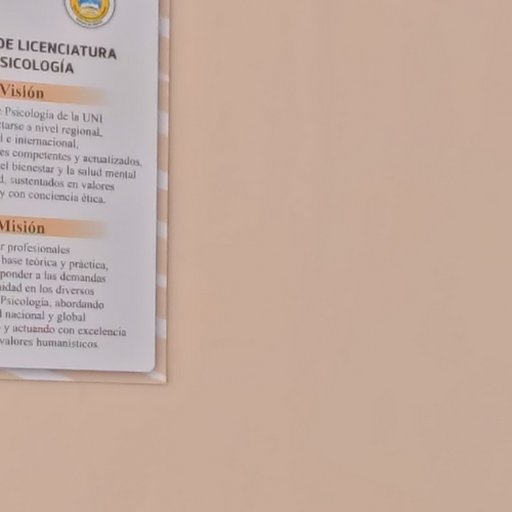 DE LICENCIATURA
SICOLOGÍA
Visión
Psicología de la UNI
tarse a nivel regional,
l e internacional,
es competentes y actualizados,
el bienestar y la salud mental
d, sustentados en valores
y con conciencia ética.
Misión
r profesionales
base teórica y práctica,
ponder a las demandas
idad en los diversos
Psicología, abordando
l nacional y global
y actuando con excelencia
valores humanísticos